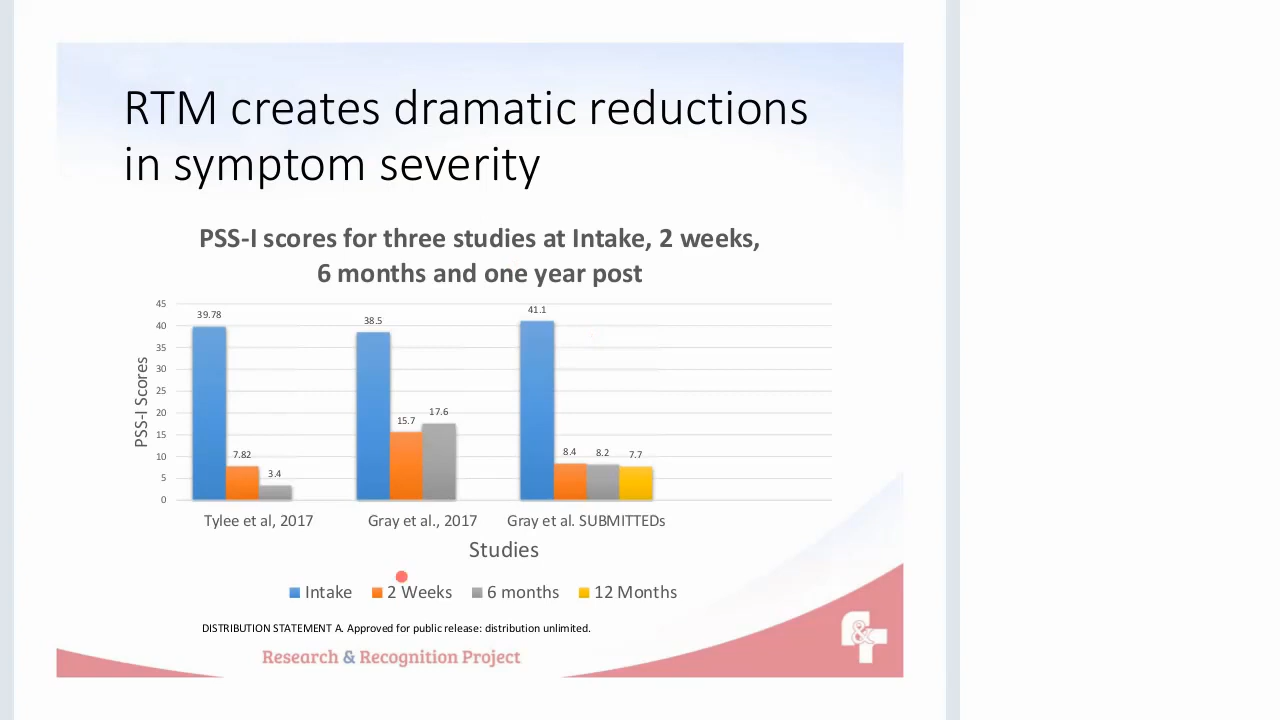 RTM creates dramatic reductions
in symptom severity
PSS-I scores for three studies at Intake, 2 weeks,
6 months and one year post
45
40
35
30
25
20
15
10
5
0
PSS-I Scores
39.78
7.82
3.4
38.5
15.7
17.6
41.1
8.4
8.2
7.7
Tylee et al, 2017
Gray et al., 2017
Gray et al. SUBMITTEDs
Studies
Intake
2 Weeks
6 months
12 Months
DISTRIBUTION STATEMENT A. Approved for public release: distribution unlimited.
Research & Recognition Project
r&r